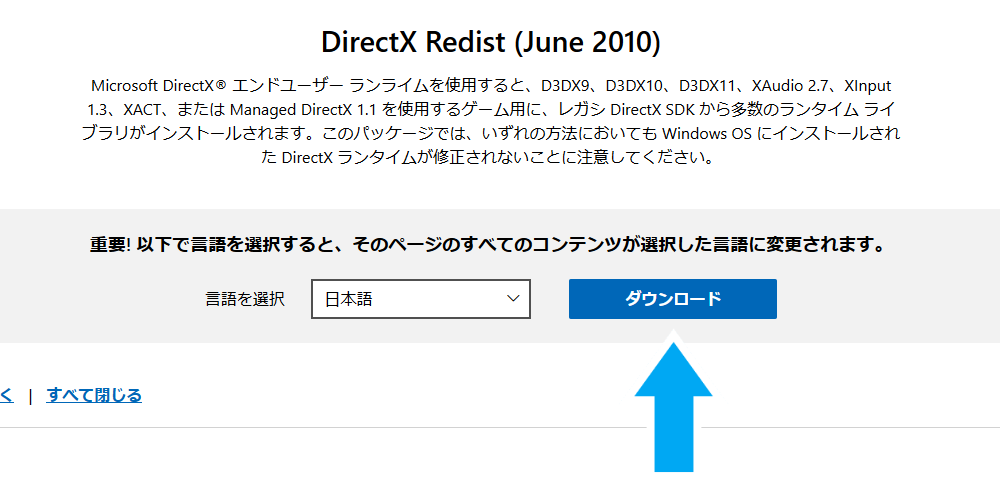 DirectX Redist (June 2010)
Microsoft DirectX® エンドユーザー ランライムを使用すると、D3DX9、D3DX10、D3DX11、XAudio 2.7、XInput
1.3、XACT、または Managed DirectX 1.1 を使用するゲーム用に、レガシ DirectX SDK から多数のランタイム ライ
ブラリがインストールされます。このパッケージでは、いずれの方法においても Windows OS にインストールされ
た DirectX ランタイムが修正されないことに注意してください。
重要! 以下で言語を選択すると、そのページのすべてのコンテンツが選択した言語に変更されます。
言語を選択 日本語 ダウンロード
く | すべて閉じる